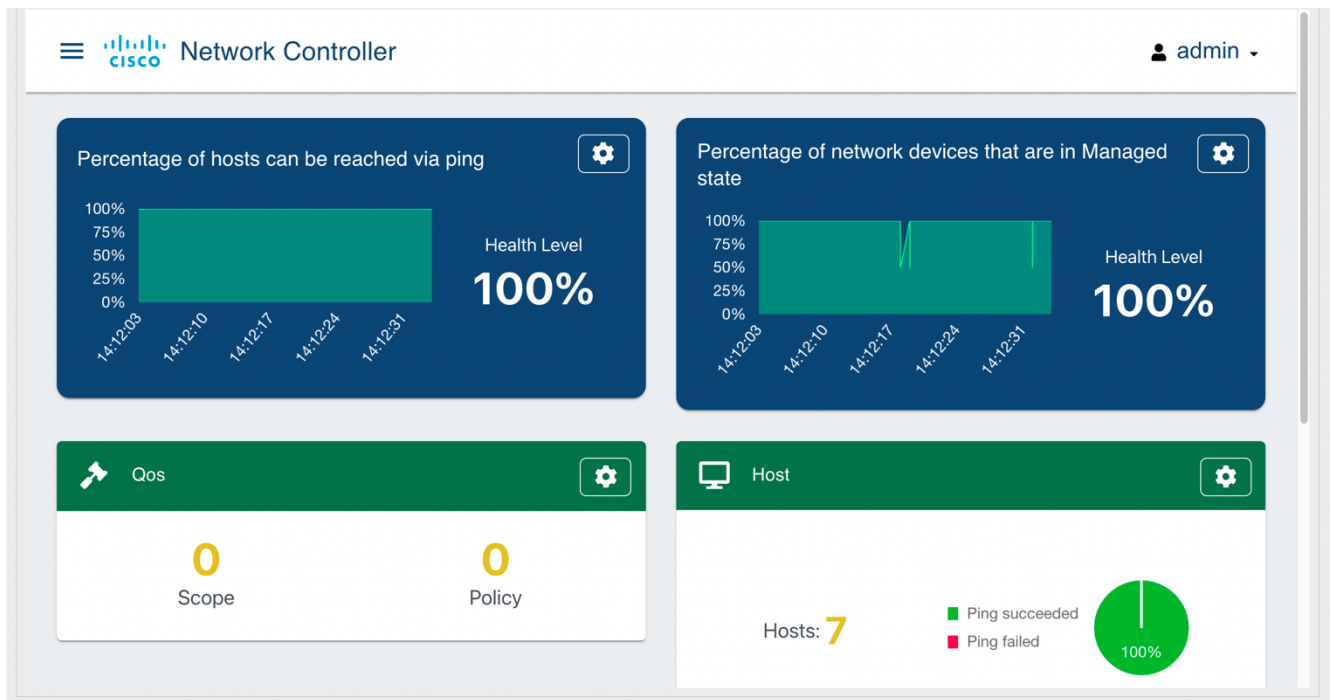 CISCO Network Controller
admin
Percentage of hosts can be reached via ping
100%
75%
50%
25%
0%
14:12:03
14:12:10
14:12:17
14:12:24
14:12:31
Health Level
100%
Percentage of network devices that are in Managed
state
100%
75%
50%
25%
0%
14:12:03
14:12:10
14:12:17
14:12:24
14:12:31
Health Level
100%
Qos
0
Scope
0
Policy
Host
Hosts: 7
Ping succeeded
Ping failed
100%